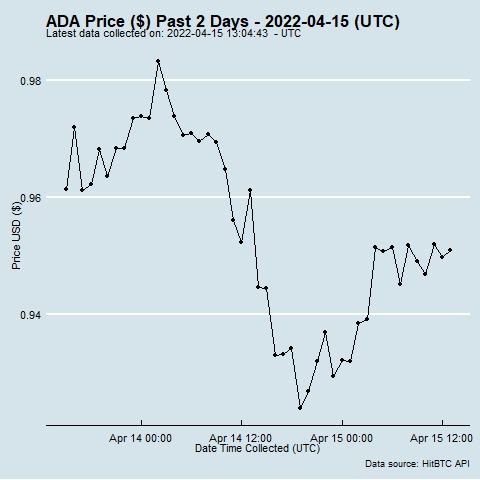 ADA Price ($) Past 2 Days - 2022-04-15 (UTC)
Latest data collected on: 2022-04-15 13:04:43  - UTC
0.98
0.96
0.94
Price USD ($)
Apr 14 00:00
Apr 14 12:00
Apr 15 00:00
Apr 15 12:00
Date Time Collected (UTC)
Data source: HitBTC API